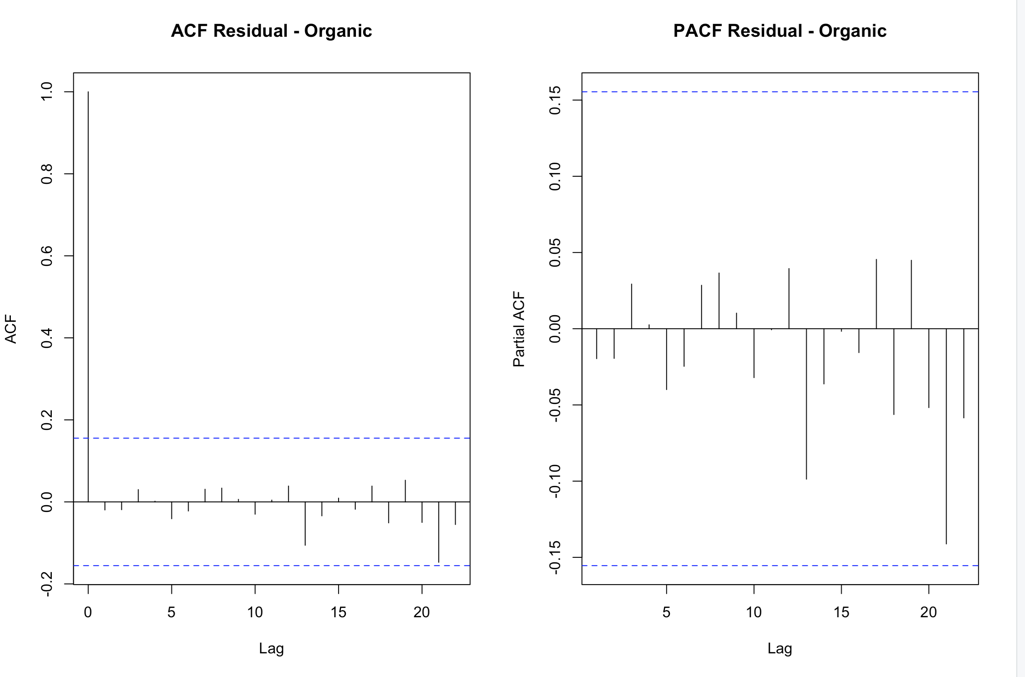 ACF Residual - Organic
1.0
0.8
0.6
0.4
0.2
0.0
-0.2
ACF
0 5 10 15 20
Lag
PACF Residual - Organic
0.15
0.10
0.05
0.00
-0.05
-0.10
-0.15
Partial ACF
5 10 15 20
Lag